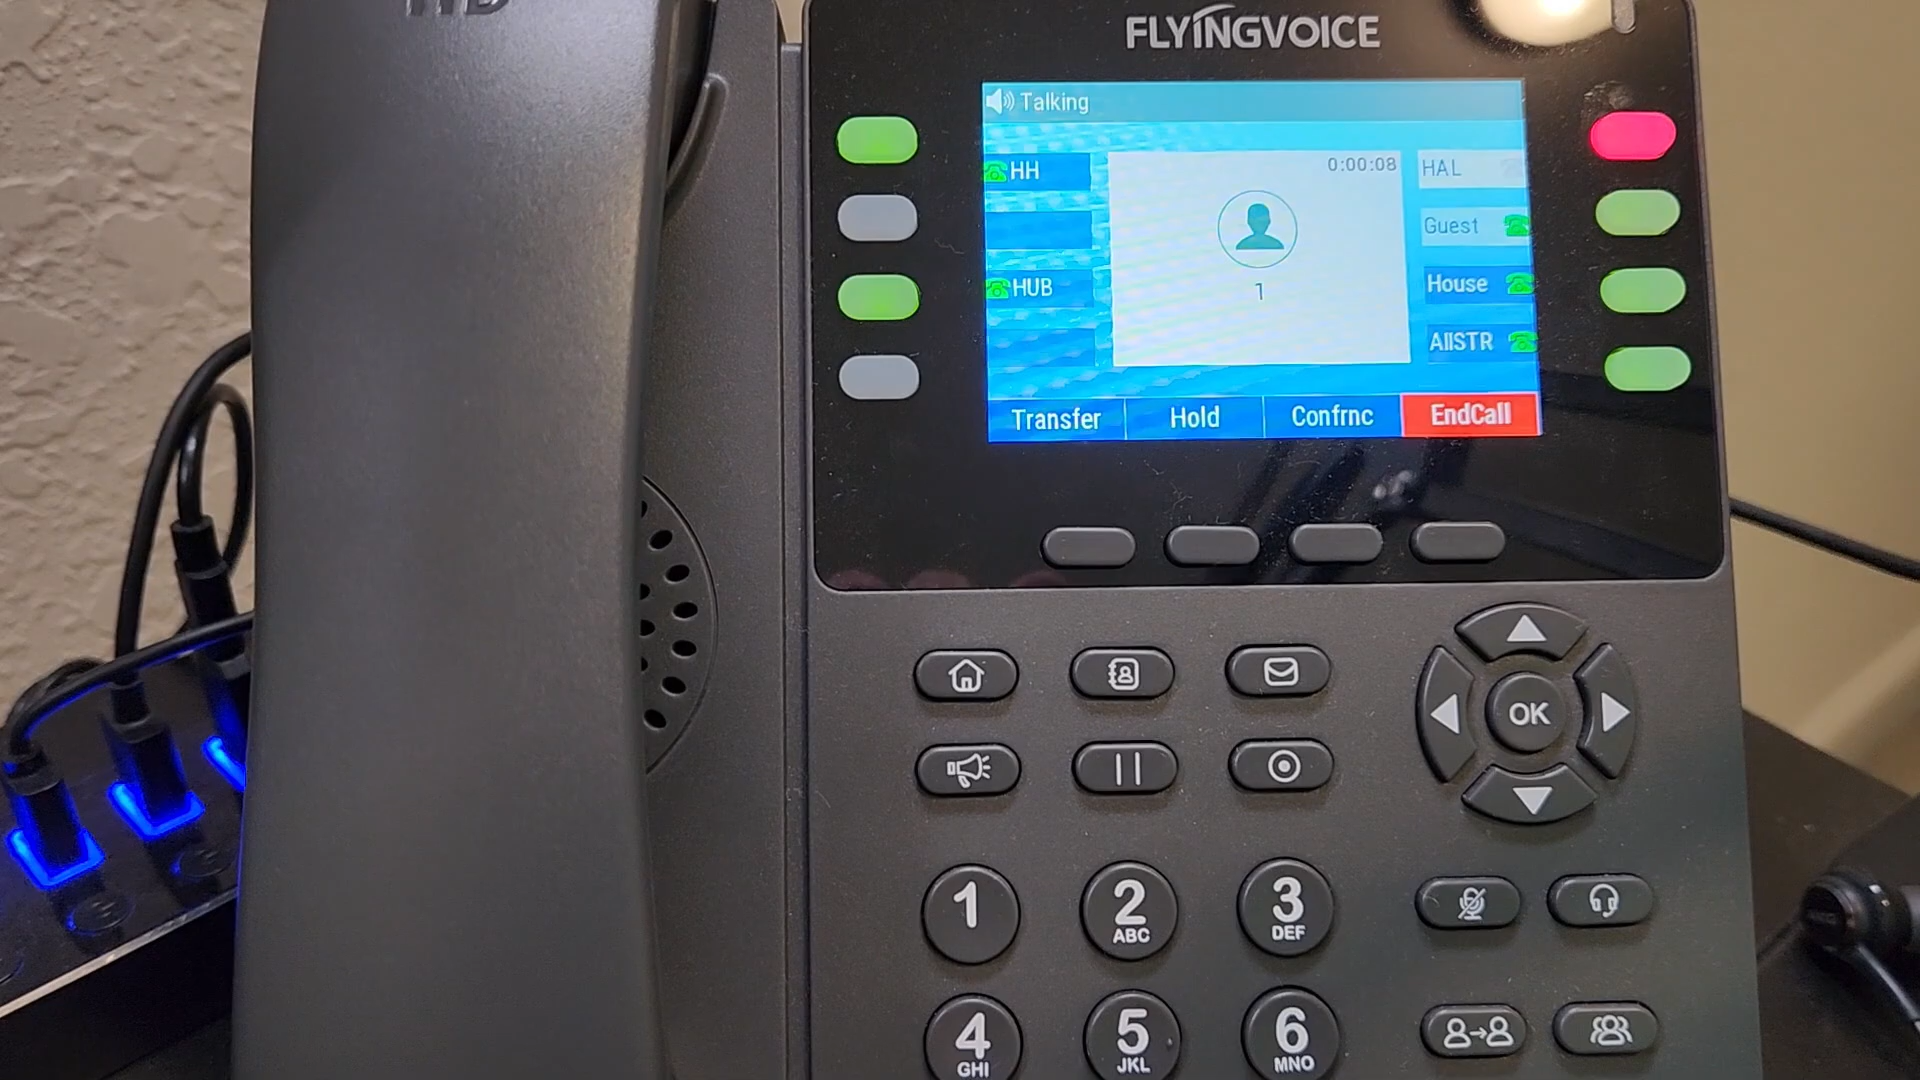 HD
FLYINGVOICE
Talking
0:00:08
HH
HAL
Guest
HUB
House
1
AllSTR
Transfer Hold Confrnc EndCall
OK
1 2 3
ABC DEF
4 5 6
GHI JKL MNO